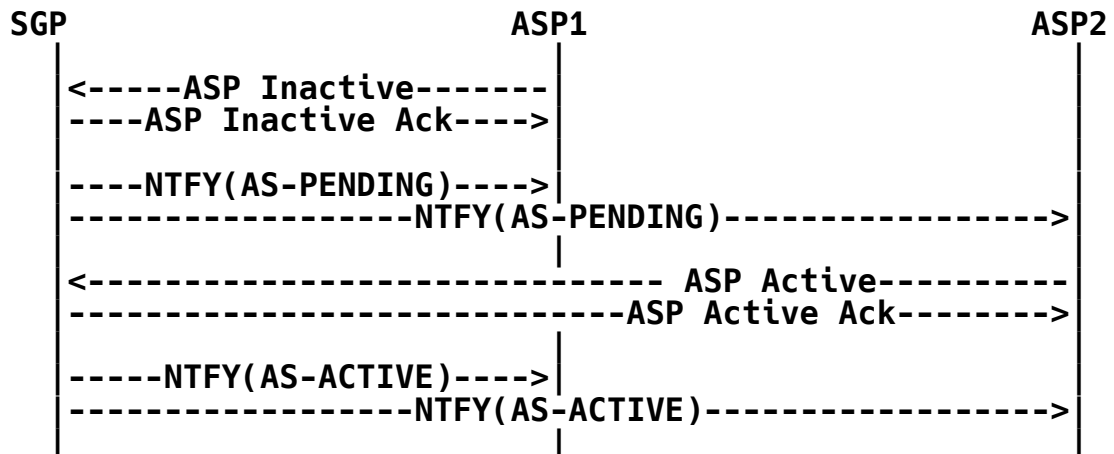 SGP ASP1 ASP2
<-----ASP Inactive-------
----ASP Inactive Ack---->
----NTFY(AS-PENDING)---->
------------------NTFY(AS-PENDING)----------------->
<------------------------------ ASP Active----------
-----------------------------ASP Active Ack-------->
-----NTFY(AS-ACTIVE)---->
------------------NTFY(AS-ACTIVE)------------------>